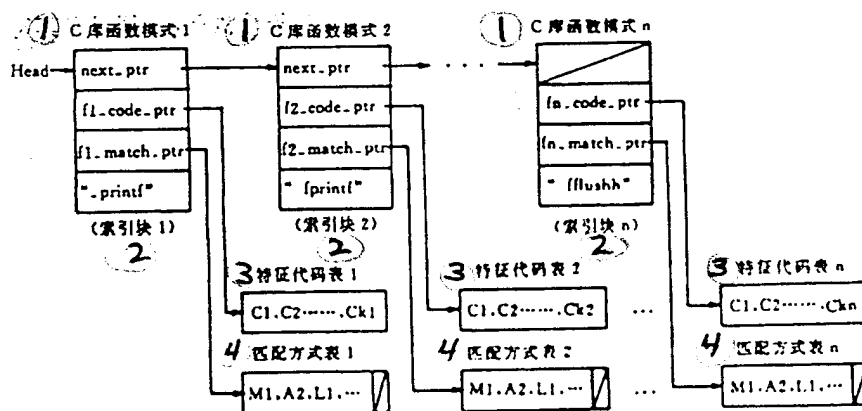 ① C库函数模式1 ① C库函数模式2 ① C库函数模式n
Head next_ptr next_ptr ....
f1_code_ptr f2_code_ptr fn_code_ptr
f1_match_ptr f2_match_ptr fn_match_ptr
"_printf" " fprintf" " fflushh"
(索引块1) (索引块2) (索引块n)
2 2 2
3 特征代码表1 3 特征代码表2 3 特征代码表n
C1.C2······.Ck1 C1.C2······.Ck2 ... C1.C2······.Ckn
4 匹配方式表1 4 匹配方式表2 4 匹配方式表n
M1.A2.L1.··· M1.A2.L1.··· ... M1.A2.L1.···